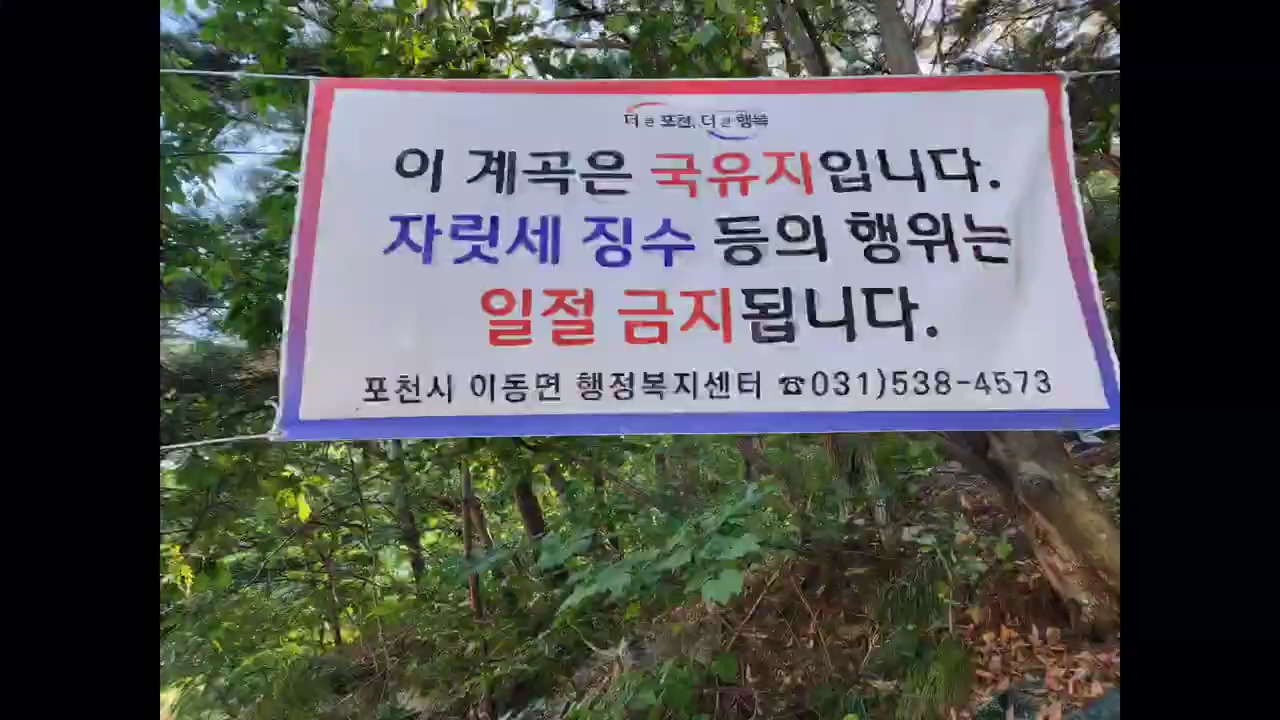 더 큰 포천, 더 큰 행복
이 계곡은 국유지입니다.
자릿세 징수 등의 행위는
일절 금지됩니다.
포천시 이동면 행정복지센터 ☎031)538-4573